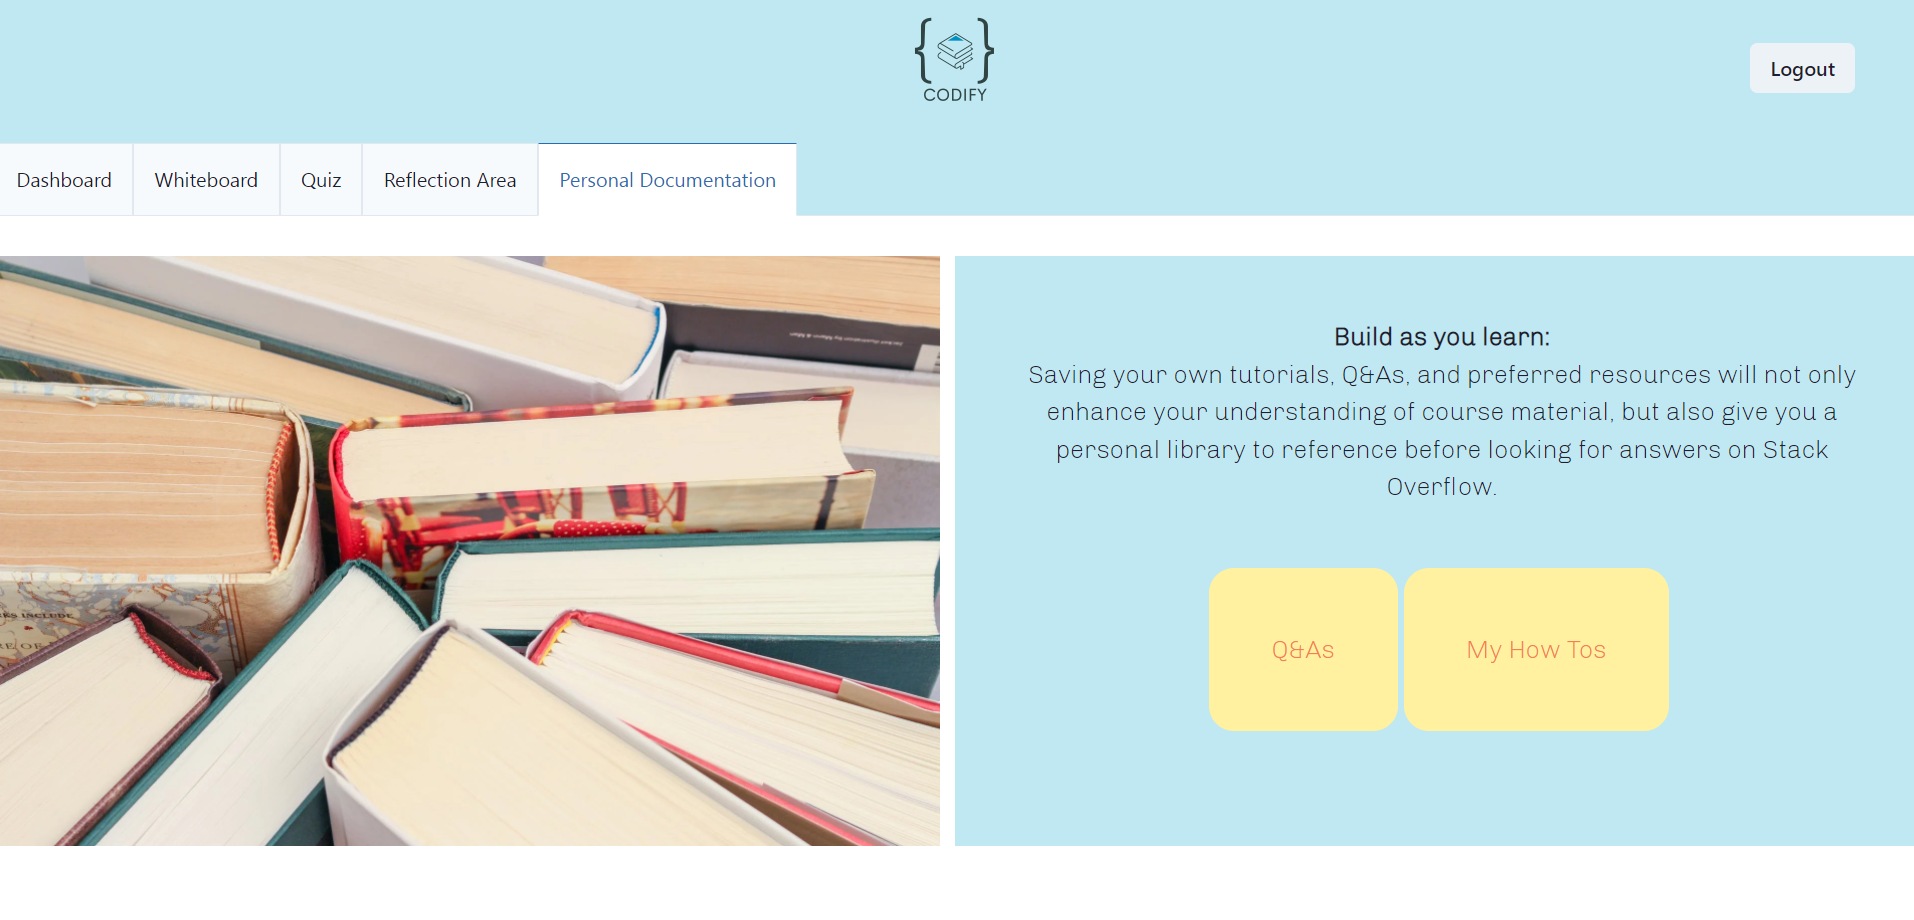 CODIFY
Logout
Dashboard
Whiteboard
Quiz
Reflection Area
Personal Documentation
Build as you learn:
Saving your own tutorials, Q&As, and preferred resources will not only
enhance your understanding of course material, but also give you a
personal library to reference before looking for answers on Stack
Overflow.
Q&As
My How Tos